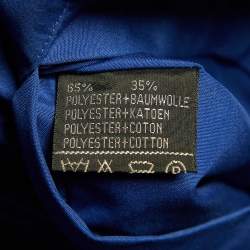 65% 35%
POLYESTER+BAUMWOLLE
POLYESTER+KATOEN
POLYESTER+COTON
POLYESTER+COTTON
P